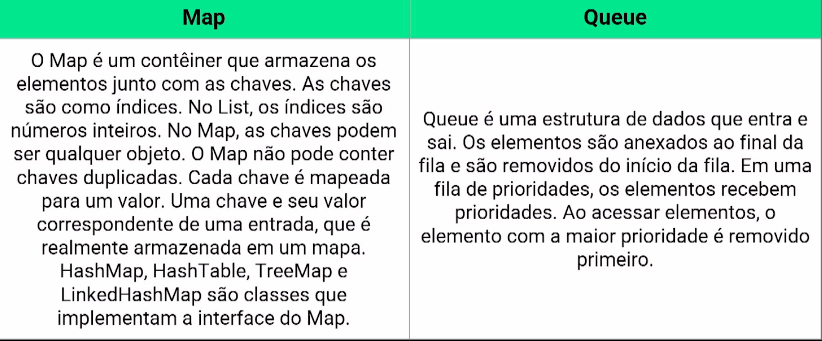 Map
O Map é um contêiner que armazena os
elementos junto com as chaves. As chaves
são como índices. No List, os índices são
números inteiros. No Map, as chaves podem
ser qualquer objeto. O Map não pode conter
chaves duplicadas. Cada chave é mapeada
para um valor. Uma chave e seu valor
correspondente de uma entrada, que é
realmente armazenada em um mapa.
HashMap, HashTable, TreeMap e
LinkedHashMap são classes que
implementam a interface do Map.
Queue
Queue é uma estrutura de dados que entra e
sai. Os elementos são anexados ao final da
fila e são removidos do início da fila. Em uma
fila de prioridades, os elementos recebem
prioridades. Ao acessar elementos, o
elemento com a maior prioridade é removido
primeiro.